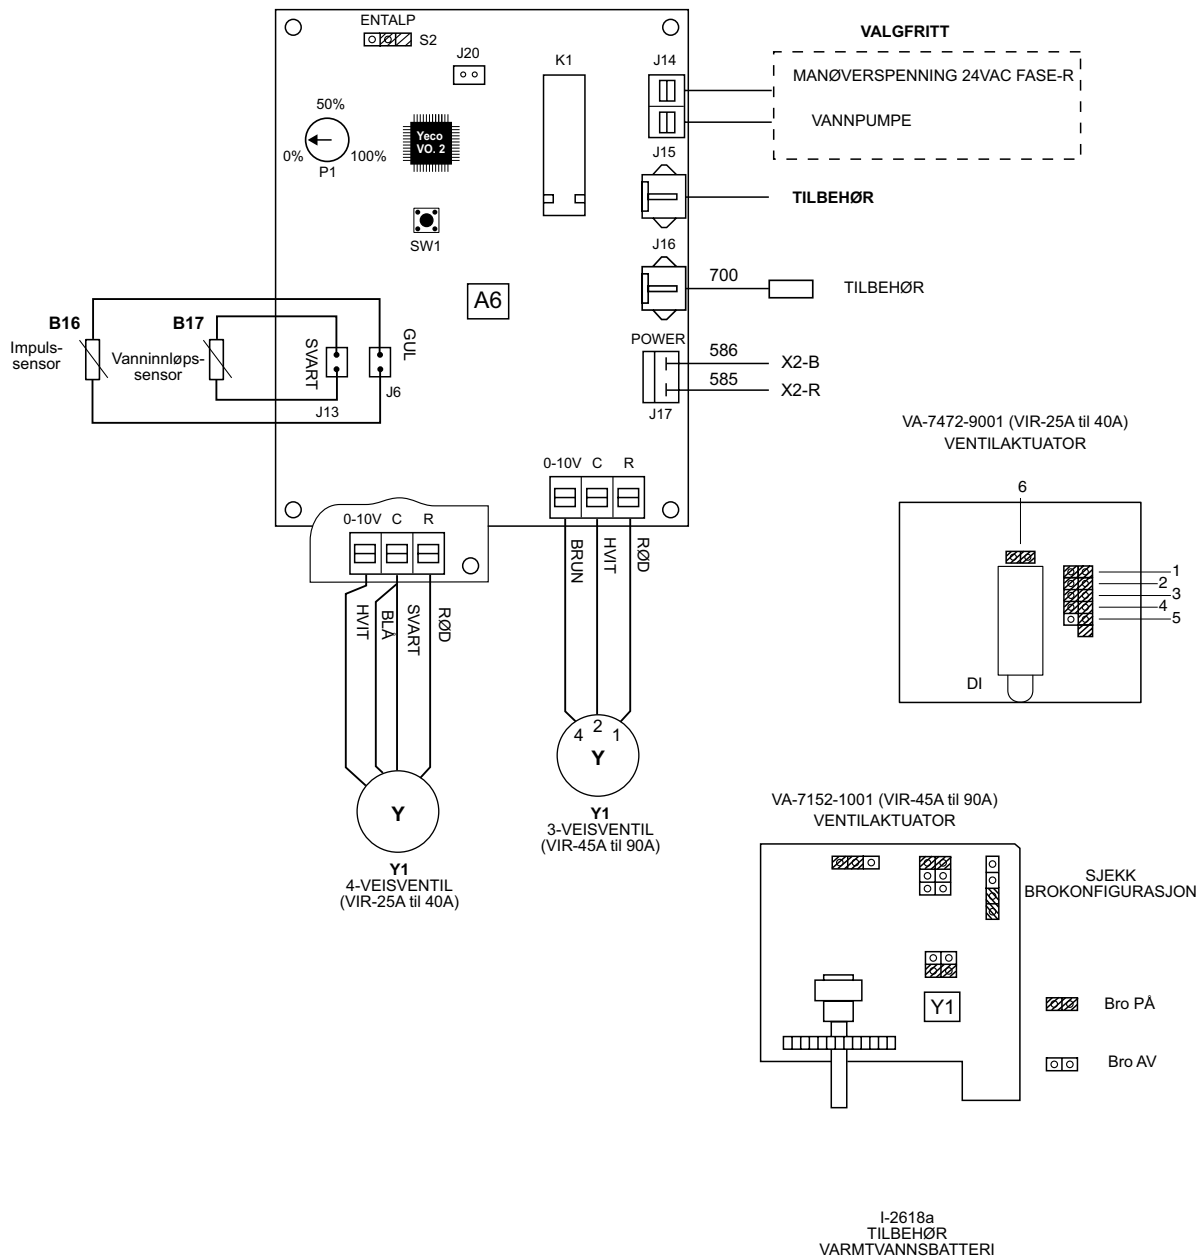 ENTALP
S2
J20
K1
J14
VALGFRITT
MANØVERSPENNING 24VAC FASE-R
VANNPUMPE
50%
0%
100%
P1
Yeco
VO. 2
SW1
J15
TILBEHØR
J16
700
TILBEHØR
A6
B16
Impuls-
sensor
B17
Vanninnløps-
sensor
SVART
J13
GUL
J6
POWER
586
X2-B
585
X2-R
J17
0-10V C R
BRUN
HVIT
RØD
4 2 1
Y
Y1
3-VEISVENTIL
(VIR-45A til 90A)
0-10V C R
HVIT
BLÅ
SVART
RØD
Y
Y1
4-VEISVENTIL
(VIR-25A til 40A)
VA-7472-9001 (VIR-25A til 40A)
VENTILAKTUATOR
6
1
2
3
4
5
DI
VA-7152-1001 (VIR-45A til 90A)
VENTILAKTUATOR
SJEKK
BROKONFIGURASJON
Y1
Bro PÅ
Bro AV
I-2618a
TILBEHØR
VARMTVANNSBATTERI